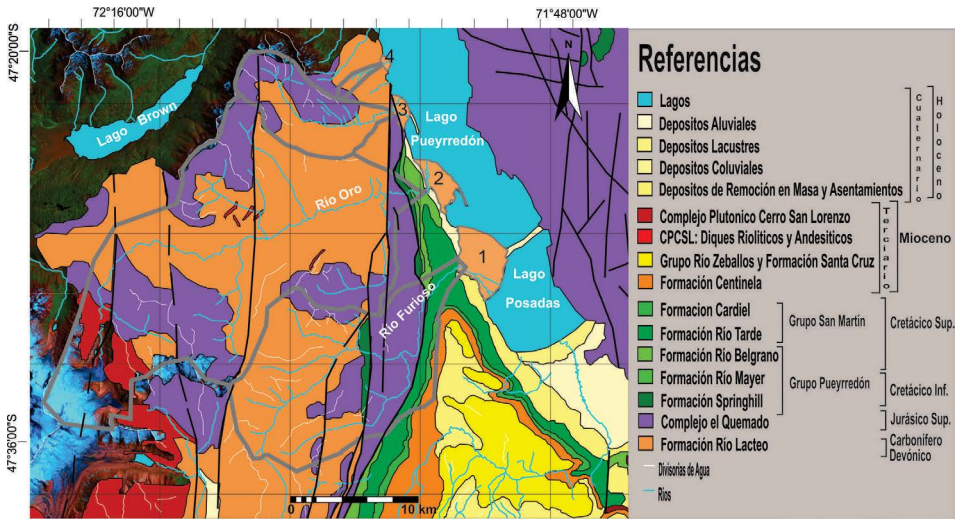 72°16'00"W
71°48'00"W
47°20'00"S
47°36'00"S
Lago Brown
Lago
Pueyrredón
Río Oro
Río Furioso
Lago
Posadas
4
3
2
1
N
0
10 km
Referencias
Lagos
Depositos Aluviales
Depositos Lacustres
Depositos Coluviales
Depositos de Remoción en Masa y Asentamientos
Cuaternario
Holoceno
Complejo Plutonico Cerro San Lorenzo
CPCSL: Diques Riolíticos y Andesíticos
Grupo Río Zeballos y Formación Santa Cruz
Formación Centinela
Terciario
Mioceno
Formacion Cardiel
Formación Río Tarde
Formación Río Belgrano
Formación Río Mayer
Formación Springhill
Complejo el Quemado
Formación Río Lacteo
Grupo San Martín
Grupo Pueyrredón
Cretácico Sup.
Cretácico Inf.
Jurásico Sup.
Carbonífero
Devónico
Divisorias de Agua
Ríos